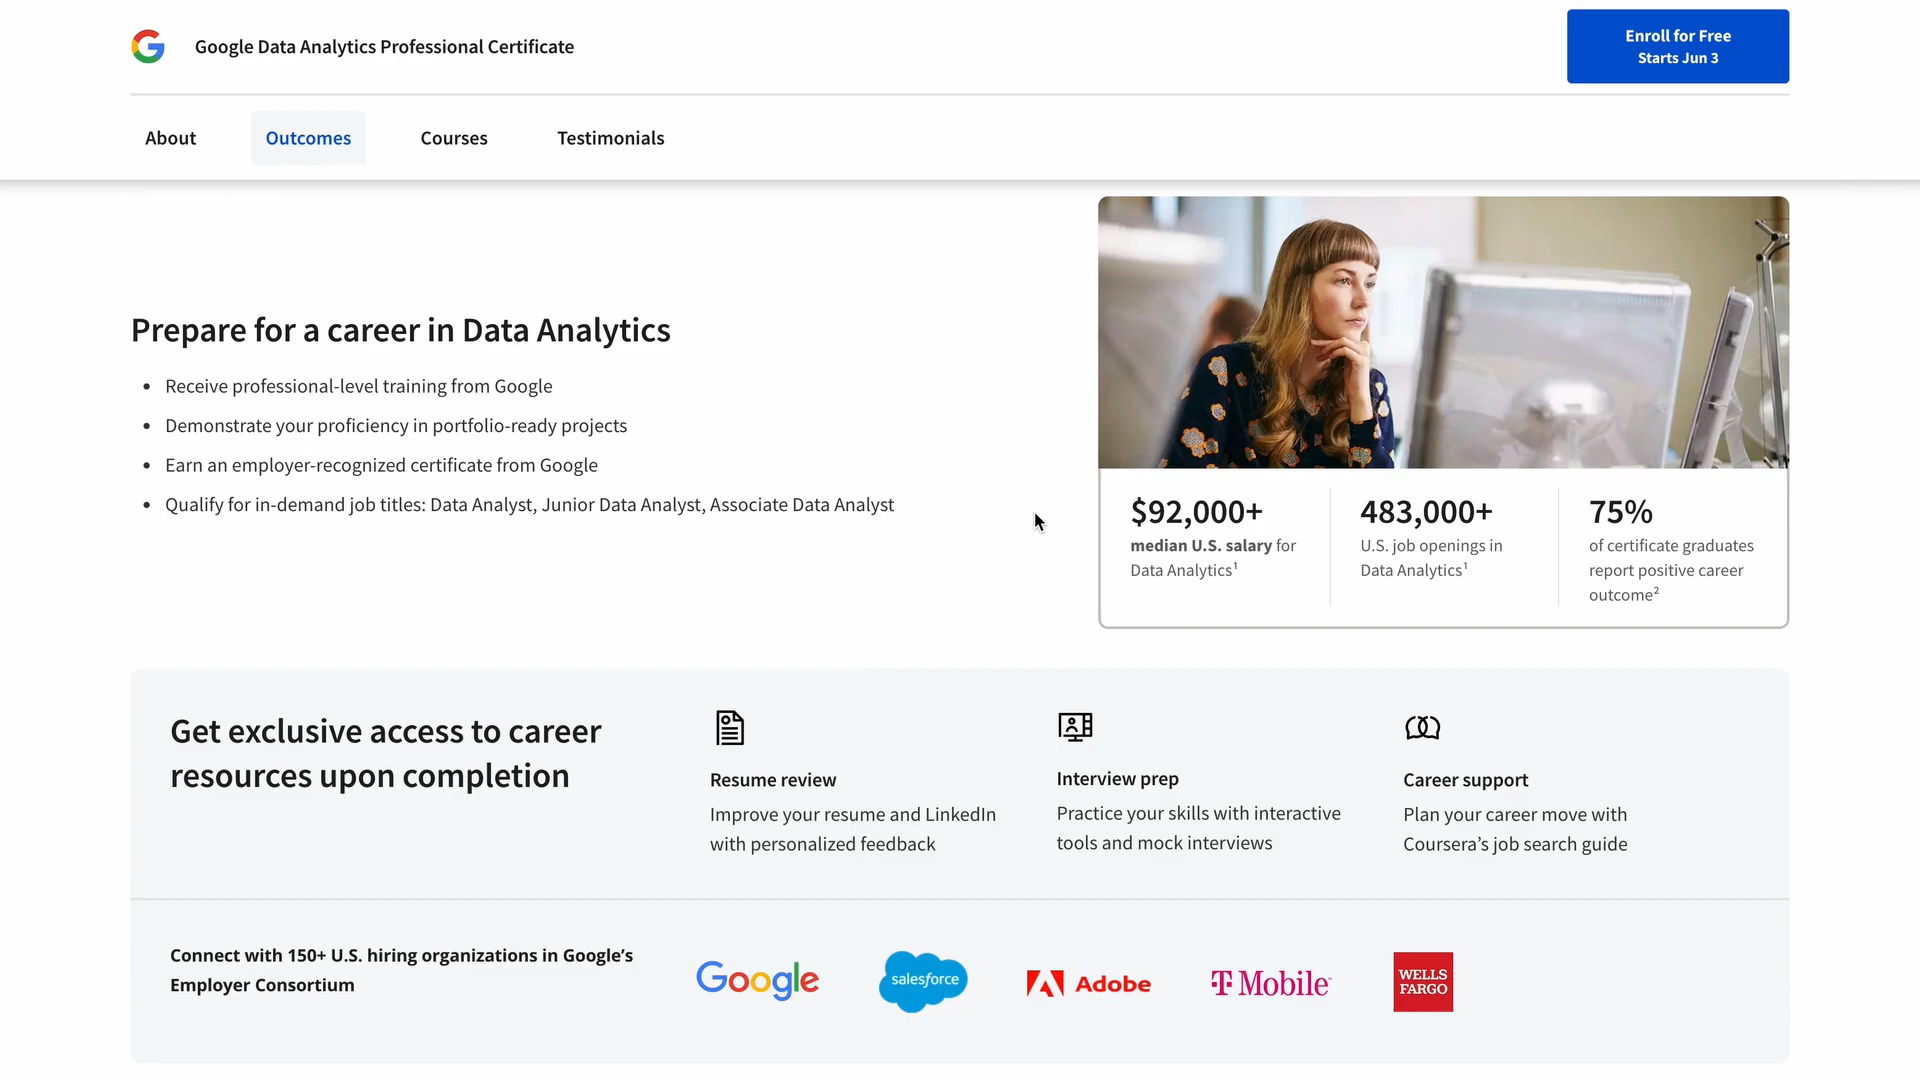 Google Data Analytics Professional Certificate
Enroll for Free
Starts Jun 3
About
Outcomes
Courses
Testimonials
Prepare for a career in Data Analytics
• Receive professional-level training from Google
• Demonstrate your proficiency in portfolio-ready projects
• Earn an employer-recognized certificate from Google
• Qualify for in-demand job titles: Data Analyst, Junior Data Analyst, Associate Data Analyst
$92,000+
median U.S. salary for
Data Analytics¹
483,000+
U.S. job openings in
Data Analytics¹
75%
of certificate graduates
report positive career
outcome²
Get exclusive access to career
resources upon completion
Resume review
Improve your resume and LinkedIn
with personalized feedback
Interview prep
Practice your skills with interactive
tools and mock interviews
Career support
Plan your career move with
Coursera’s job search guide
Connect with 150+ U.S. hiring organizations in Google’s
Employer Consortium
Google
salesforce
Adobe
T Mobile
WELLS
FARGO